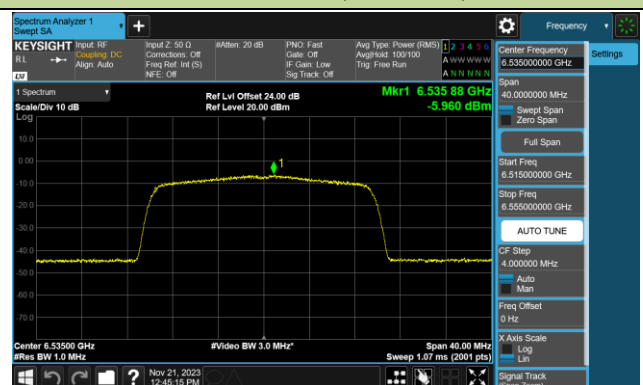 Spectrum Analyzer 1
Swept SA
Frequency
KEYSIGHT
RL
LW
Input: RF
Coupling: DC
Align: Auto
Input Z: 50 Ω
Corrections: Off
Freq Ref: Int (S)
NFE: Off
#Atten: 20 dB
PNO: Fast
Gate: Off
IF Gain: Low
Sig Track: Off
Avg Type: Power (RMS)
Avg|Hold: 100/100
Trig: Free Run
1 2 3 4 5 6
A W W W W W
A N N N N N
1 Spectrum
Scale/Div 10 dB
Log
Ref Lvl Offset 24.00 dB
Ref Level 20.00 dBm
Mkr1 6.535 88 GHz
-5.960 dBm
1
10.0
0.00
-10.0
-20.0
-30.0
-40.0
-50.0
-60.0
-70.0
Center 6.53500 GHz
#Res BW 1.0 MHz
#Video BW 3.0 MHz*
Span 40.00 MHz
Sweep 1.07 ms (2001 pts)
Center Frequency
6.535000000 GHz
Settings
Span
40.0000000 MHz
Swept Span
Zero Span
Full Span
Start Freq
6.515000000 GHz
Stop Freq
6.555000000 GHz
AUTO TUNE
CF Step
4.000000 MHz
Auto
Man
Freq Offset
0 Hz
X Axis Scale
Log
Lin
Signal Track
(Span Zoom)
Nov 21, 2023
12:45:15 PM